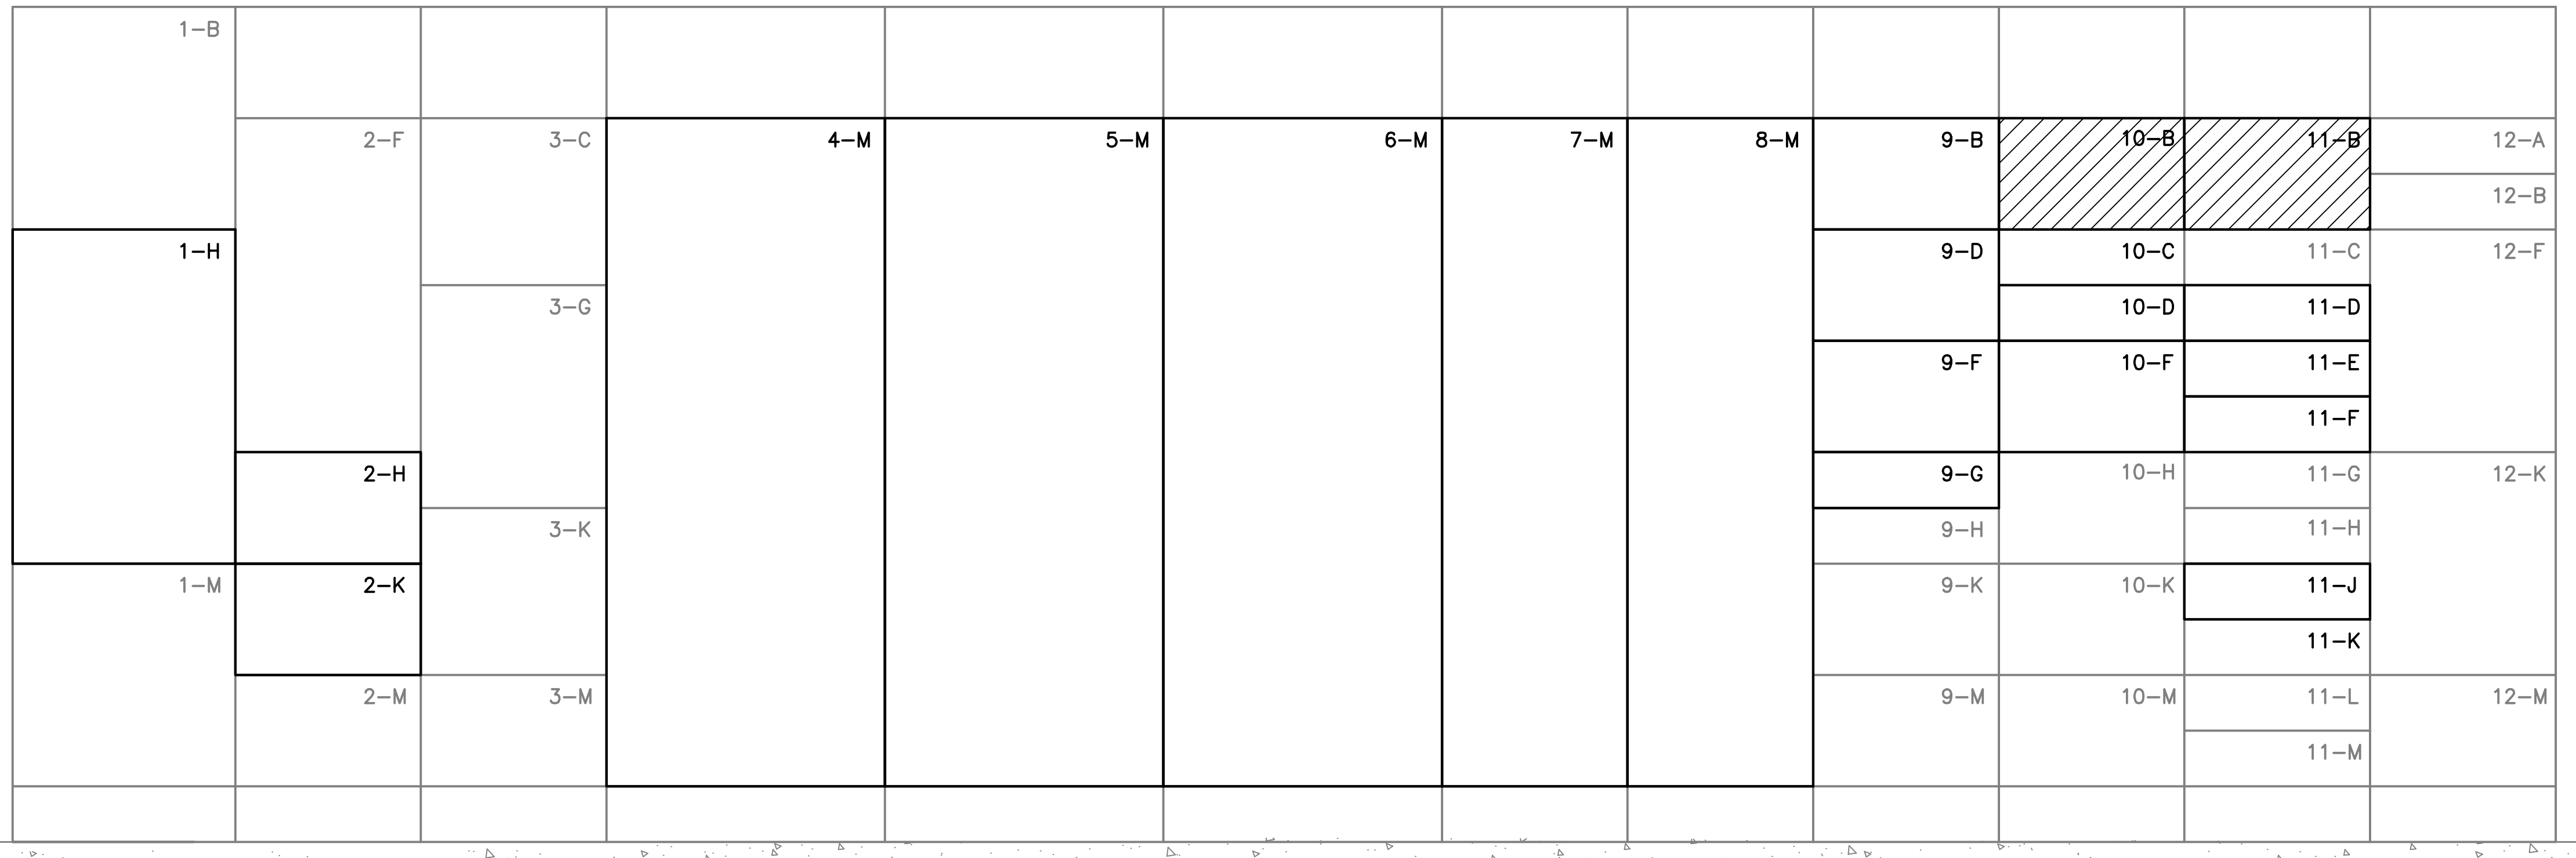 1-B
2-F 3-C 4-M 5-M 6-M 7-M 8-M 9-B 10-B 11-B 12-A
12-B
1-H 9-D 10-C 11-C 12-F
3-G 10-D 11-D
9-F 10-F 11-E
11-F
2-H 9-G 10-H 11-G 12-K
3-K 9-H 11-H
1-M 2-K 9-K 10-K 11-J
11-K
2-M 3-M 9-M 10-M 11-L 12-M
11-M